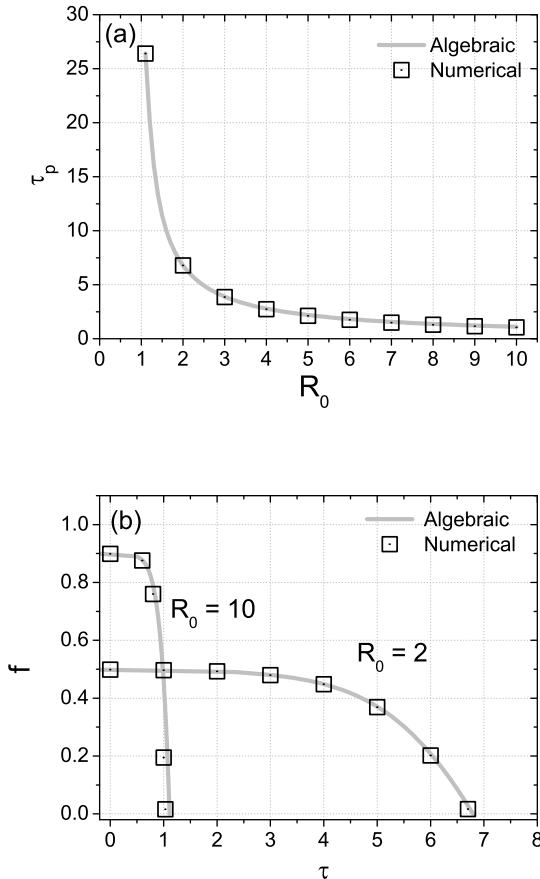 (a)
Algebraic
Numerical
30
25
20
15
10
5
0
τp
0 1 2 3 4 5 6 7 8 9 10
R0
(b)
Algebraic
Numerical
1.0
0.8
R0 = 10
R0 = 2
0.6
0.4
0.2
0.0
f
0 1 2 3 4 5 6 7 8
τ